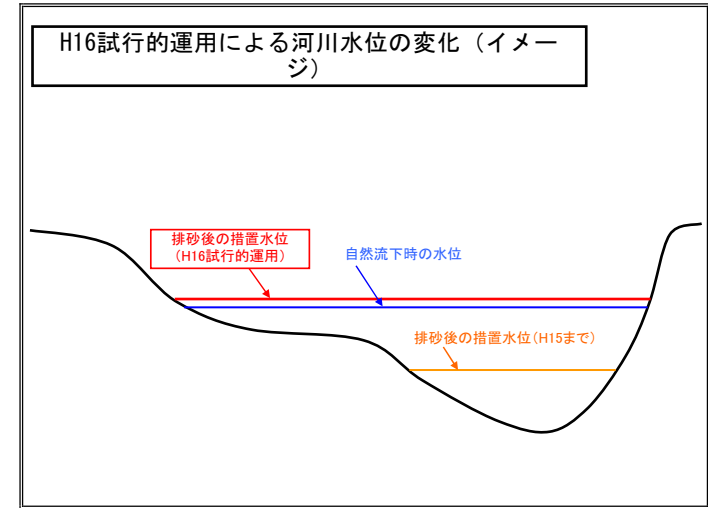 H16試行的運用による河川水位の変化（イメー
ジ）
排砂後の措置水位
（H16試行的運用）
自然流下時の水位
排砂後の措置水位（H15まで）